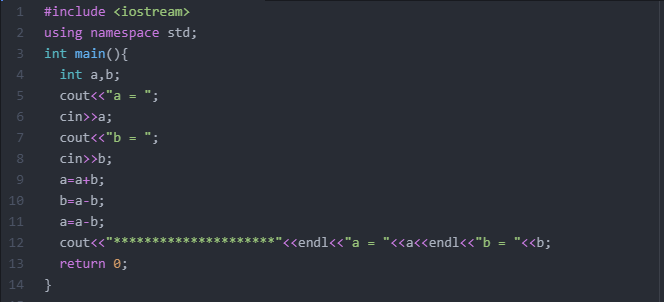 1 #include <iostream>
2 using namespace std;
3 int main(){
4   int a,b;
5   cout<<"a = ";
6   cin>>a;
7   cout<<"b = ";
8   cin>>b;
9   a=a+b;
10   b=a-b;
11   a=a-b;
12   cout<<"*********************"<<endl<<"a = "<<a<<endl<<"b = "<<b;
13   return 0;
14 }